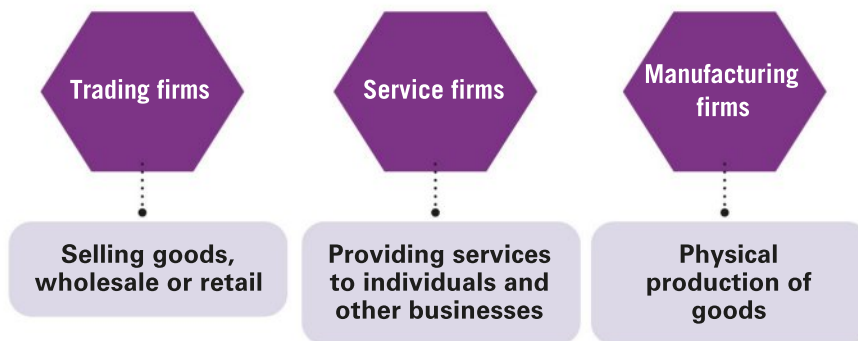 Trading firms
Service firms
Manufacturing
firms
Selling goods,
wholesale or retail
Providing services
to individuals and
other businesses
Physical
production of
goods